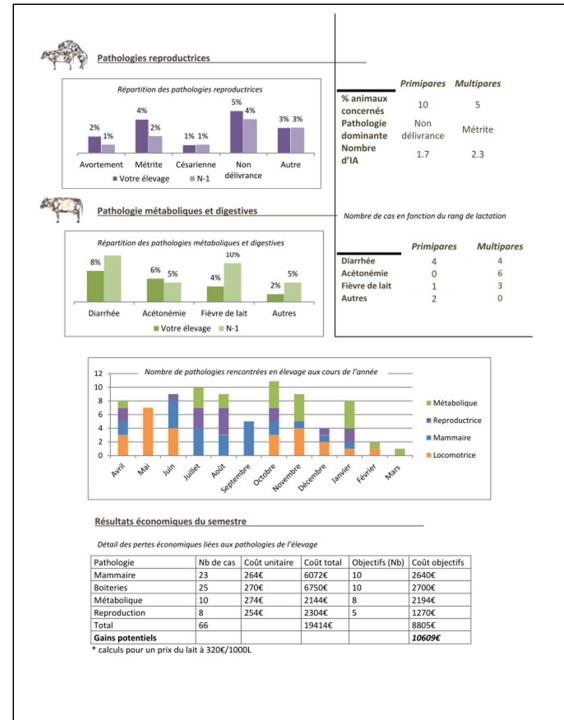 Pathologies reproductrices
Répartition des pathologies reproductrices
2% 1% 4% 2% 1% 1% 5% 4% 3% 3%
Avortement Métrite Césarienne Non délivrance Autre
Votre élevage N-1
Primipares Multipares
% animaux concernés 10 5
Pathologie dominante Non délivrance Métrite
Nombre d'IA 1.7 2.3
Pathologie métaboliques et digestives
Nombre de cas en fonction du rang de lactation
Répartition des pathologies métaboliques et digestives
8% 6% 5% 4% 10% 2% 5%
Diarrhée Acétonémie Fièvre de lait Autres
Votre élevage N-1
Primipares Multipares
Diarrhée 4 4
Acétonémie 0 6
Fièvre de lait 1 3
Autres 2 0
Nombre de pathologies rencontrées en élevage aux cours de l'année
12
10
8
6
4
2
0
Avril Mai Juin Juillet Août Septembre Octobre Novembre Décembre Janvier Février Mars
Métabolique
Reproductrice
Mammaire
Locomotrice
Résultats économiques du semestre
Détail des pertes économiques liées aux pathologies de l'élevage
Pathologie Nb de cas Coût unitaire Coût total Objectifs (Nb) Coût objectifs
Mammaire 23 264€ 6072€ 10 2640€
Boiteries 25 270€ 6750€ 10 2700€
Métabolique 10 274€ 2144€ 8 2194€
Reproduction 8 254€ 2304€ 5 1270€
Total 66 19414€ 8805€
Gains potentiels 10609€
* calculs pour un prix du lait à 320€/1000L